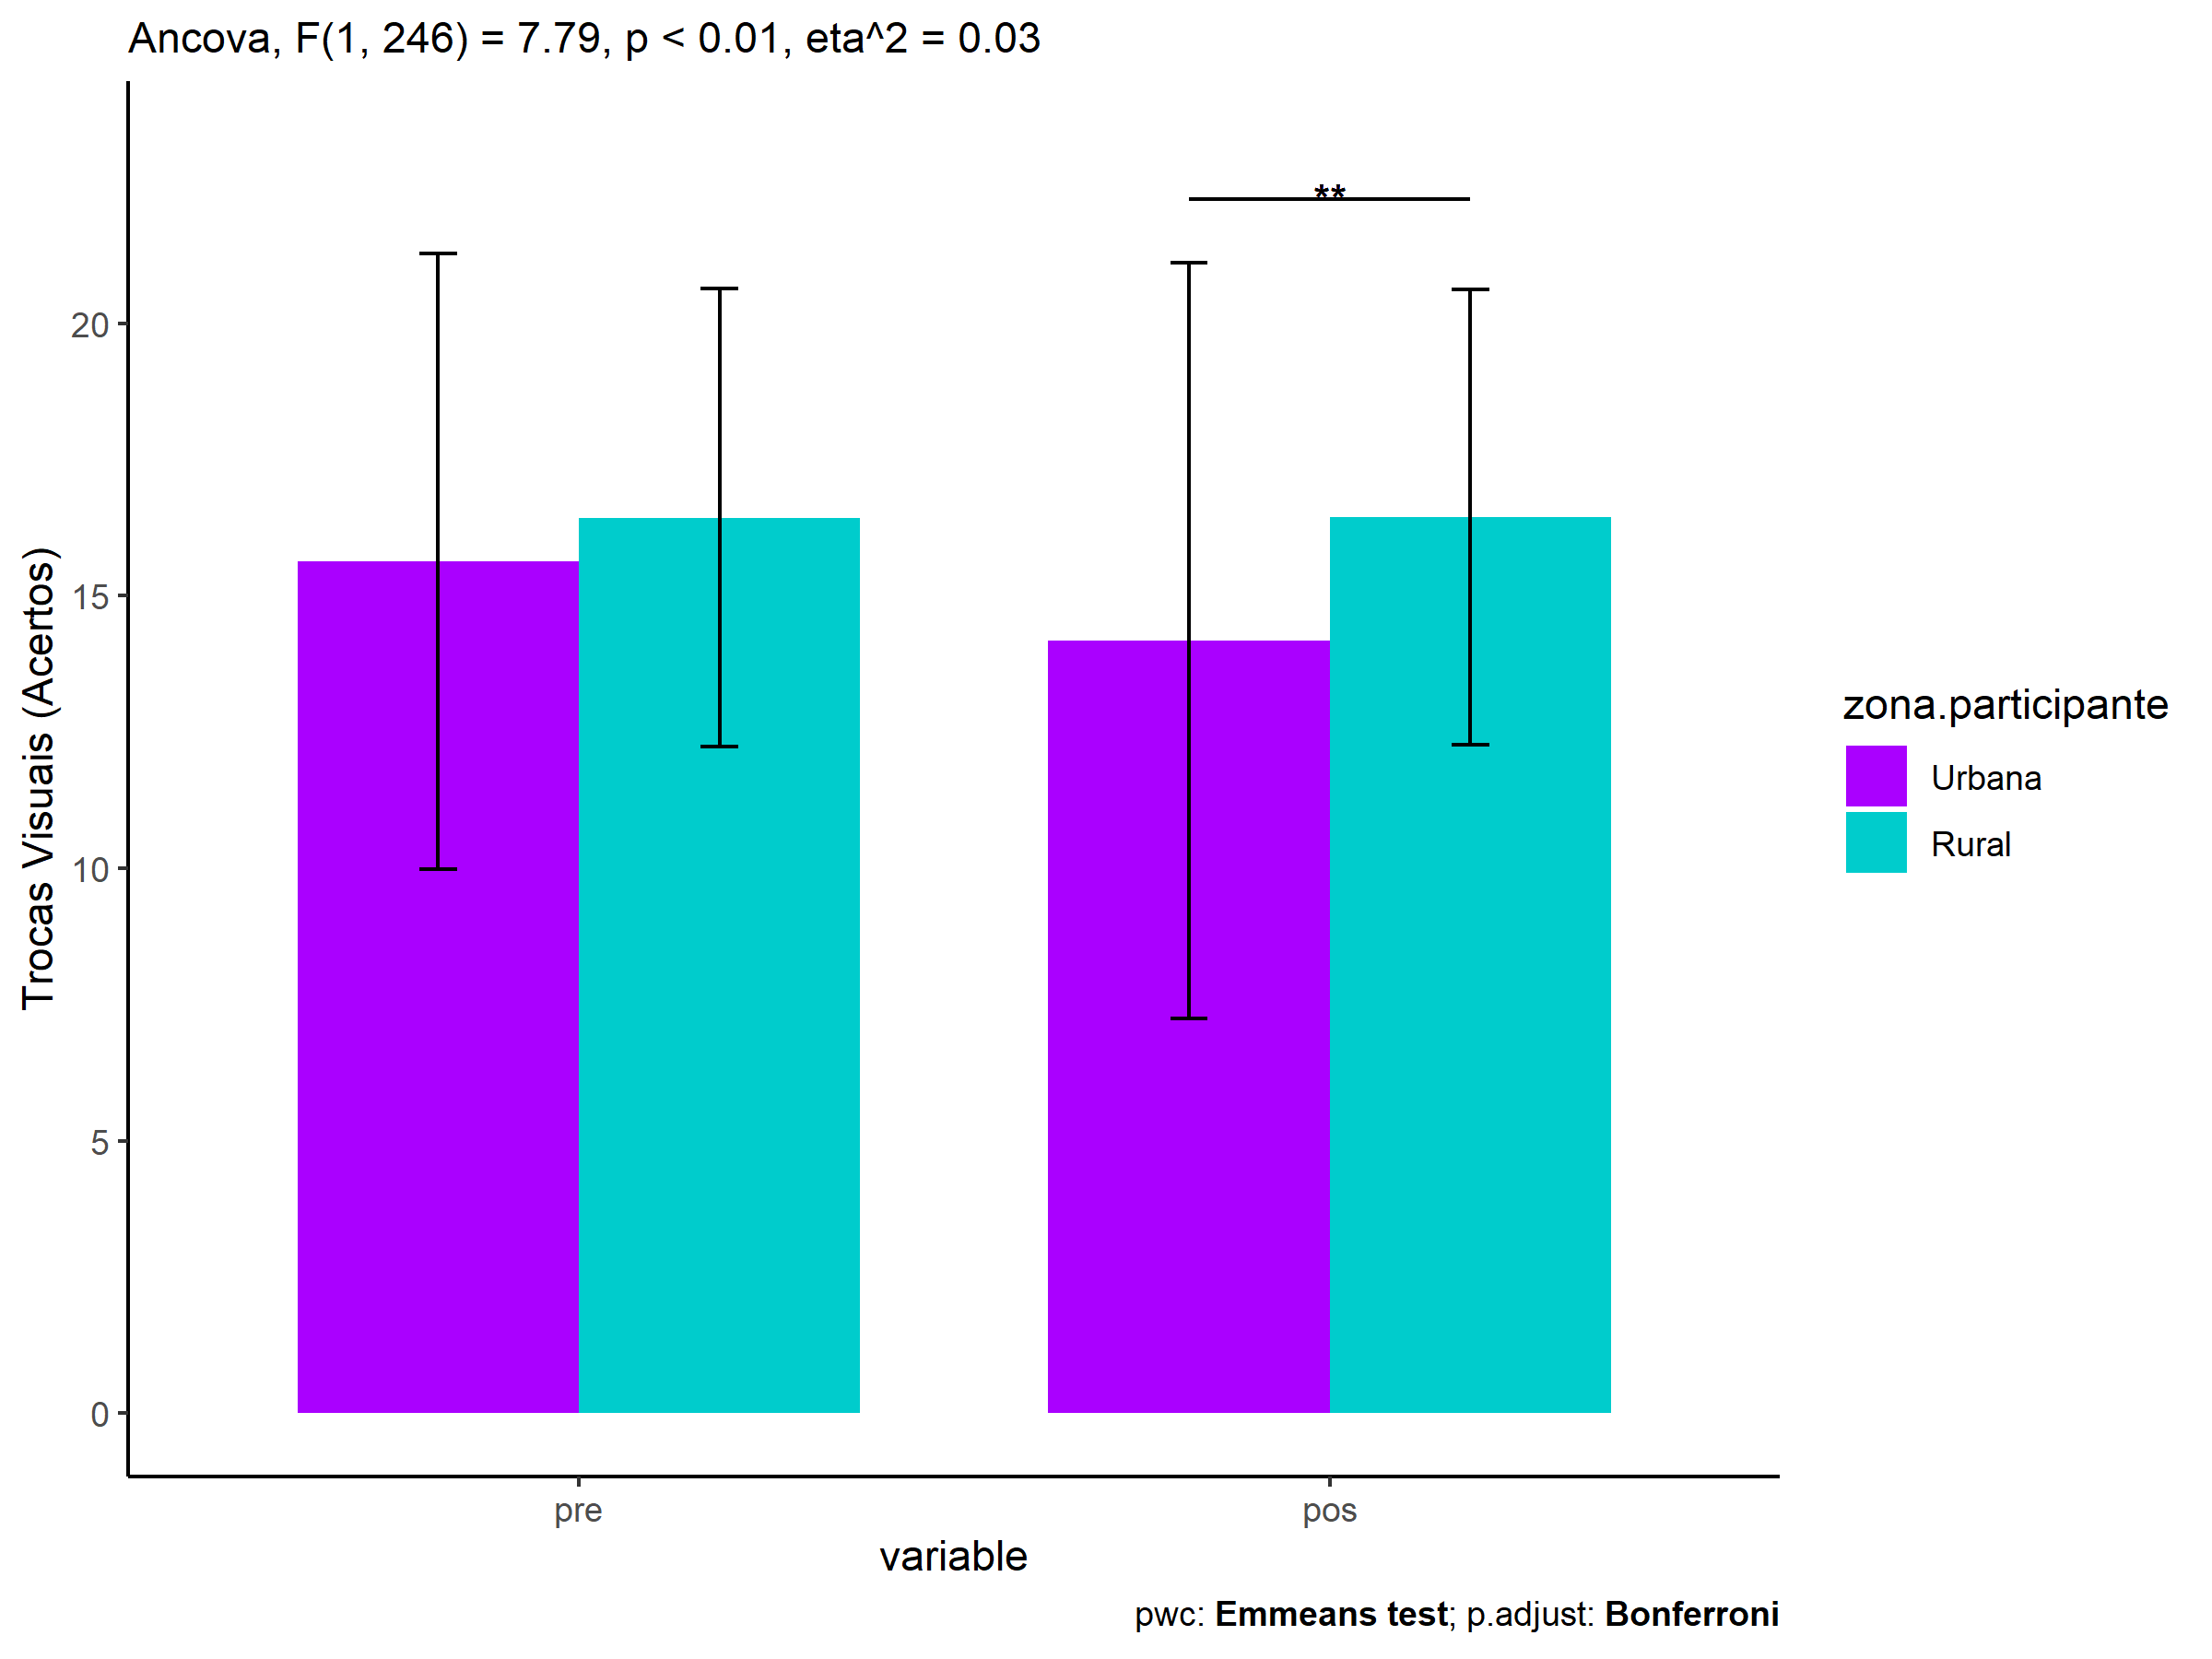 Ancova, F(1, 246) = 7.79, p < 0.01, eta^2 = 0.03
**
20
15
10
5
0
Trocas Visuais (Acertos)
pre
pos
variable
zona.participante
Urbana
Rural
pwc: Emmeans test; p.adjust: Bonferroni